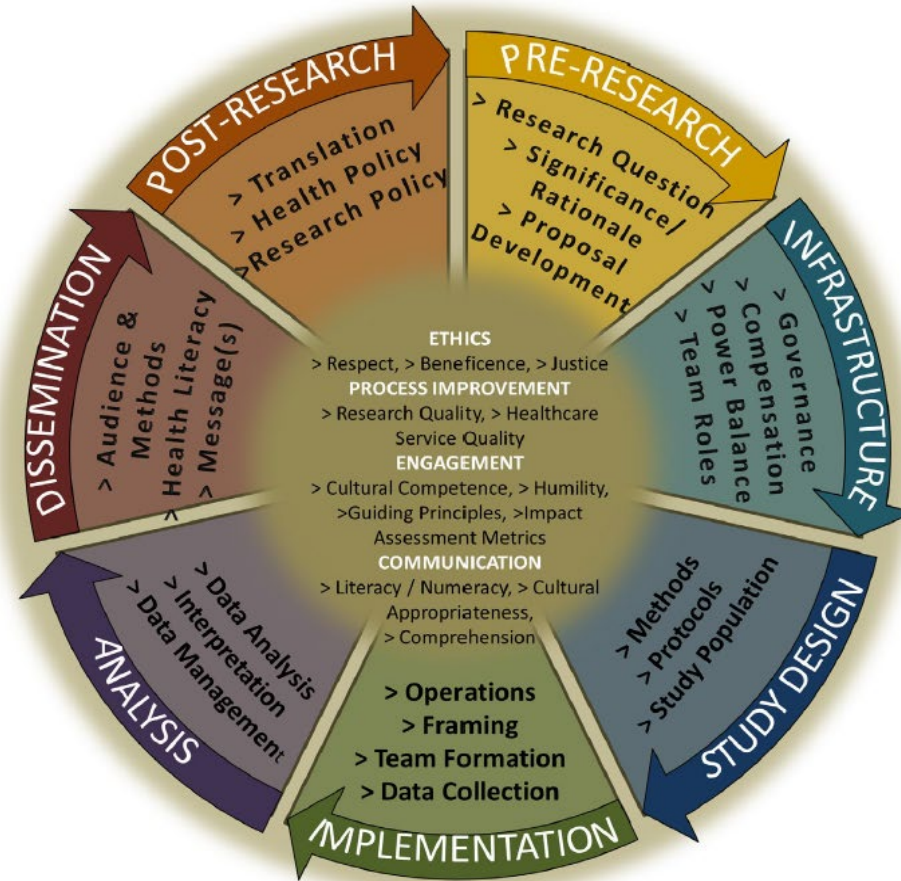 PRE-RESEARCH
> Research Question
> Significance/
Rationale
> Proposal
Development
INFRASTRUCTURE
> Governance
> Compensation
> Power Balance
> Team Roles
STUDY DESIGN
> Methods
> Protocols
> Study Population
IMPLEMENTATION
> Operations
> Framing
> Team Formation
> Data Collection
ANALYSIS
> Data Analysis
> Interpretation
> Data Management
DISSEMINATION
> Audience &
Methods
> Health Literacy
> Message(s)
POST-RESEARCH
> Translation
> Health Policy
>Research Policy
ETHICS
> Respect, > Beneficence, > Justice
PROCESS IMPROVEMENT
> Research Quality, > Healthcare
Service Quality
ENGAGEMENT
> Cultural Competence, > Humility,
>Guiding Principles, >Impact
Assessment Metrics
COMMUNICATION
> Literacy / Numeracy, > Cultural
Appropriateness,
> Comprehension